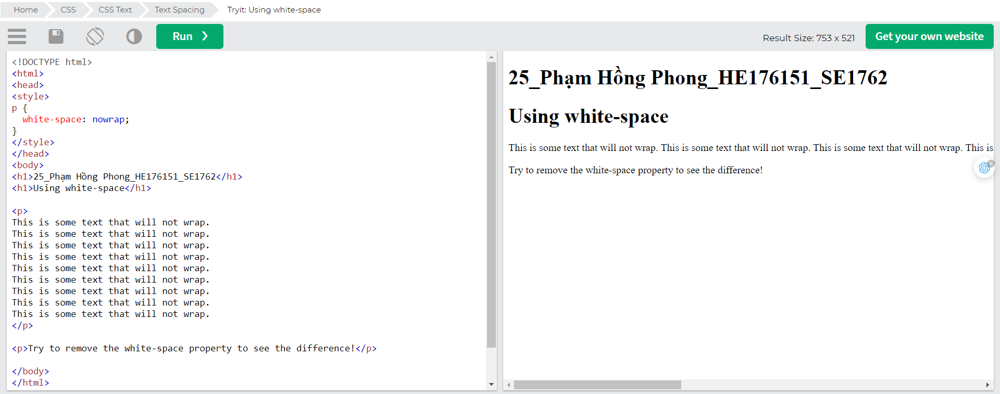 Home CSS CSS Text Text Spacing Tryit: Using white-space
Run ❯ Result Size: 753 x 521 Get your own website
<!DOCTYPE html>
<html>
<head>
<style>
p {
  white-space: nowrap;
}
</style>
</head>
<body>
<h1>25_Phạm Hồng Phong_HE176151_SE1762</h1>
<h1>Using white-space</h1>

<p>
This is some text that will not wrap.
This is some text that will not wrap.
This is some text that will not wrap.
This is some text that will not wrap.
This is some text that will not wrap.
This is some text that will not wrap.
This is some text that will not wrap.
This is some text that will not wrap.
This is some text that will not wrap.
</p>

<p>Try to remove the white-space property to see the difference!</p>

</body>
</html>
25_Phạm Hồng Phong_HE176151_SE1762
Using white-space
This is some text that will not wrap. This is some text that will not wrap. This is some text that will not wrap. This is
Try to remove the white-space property to see the difference!